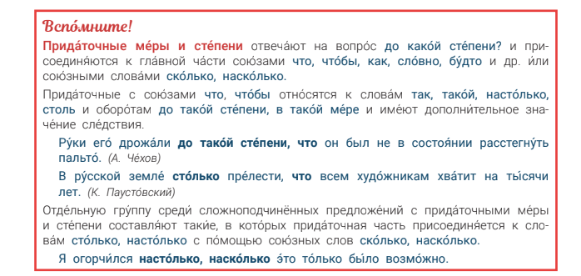 Вспо́мните!
Прида́точные ме́ры и сте́пени отвеча́ют на вопро́с до како́й сте́пени? и при-
соединя́ются к гла́вной ча́сти сою́зами что, что́бы, как, сло́вно, бу́дто и др. и́ли
сою́зными слова́ми ско́лько, наско́лько.
Прида́точные с сою́зами что, что́бы отно́сятся к слова́м так, тако́й, насто́лько,
столь и оборо́там до тако́й сте́пени, в тако́й ме́ре и име́ют дополни́тельное зна-
че́ние сле́дствия.
Ру́ки его́ дрожа́ли до тако́й сте́пени, что он был не в состоя́нии расстегну́ть
пальто́. (А. Че́хов)
В ру́сской земле́ сто́лько пре́лести, что всем худо́жникам хва́тит на ты́сячи
лет. (К. Паусто́вский)
Отде́льную гру́ппу среди́ сложноподчинённых предложе́ний с прида́точными ме́ры
и сте́пени составля́ют таки́е, в кото́рых прида́точная часть присоединя́ется к сло-
ва́м сто́лько, насто́лько с по́мощью сою́зных слов ско́лько, наско́лько.
Я огорчи́лся насто́лько, наско́лько э́то то́лько бы́ло возмо́жно.